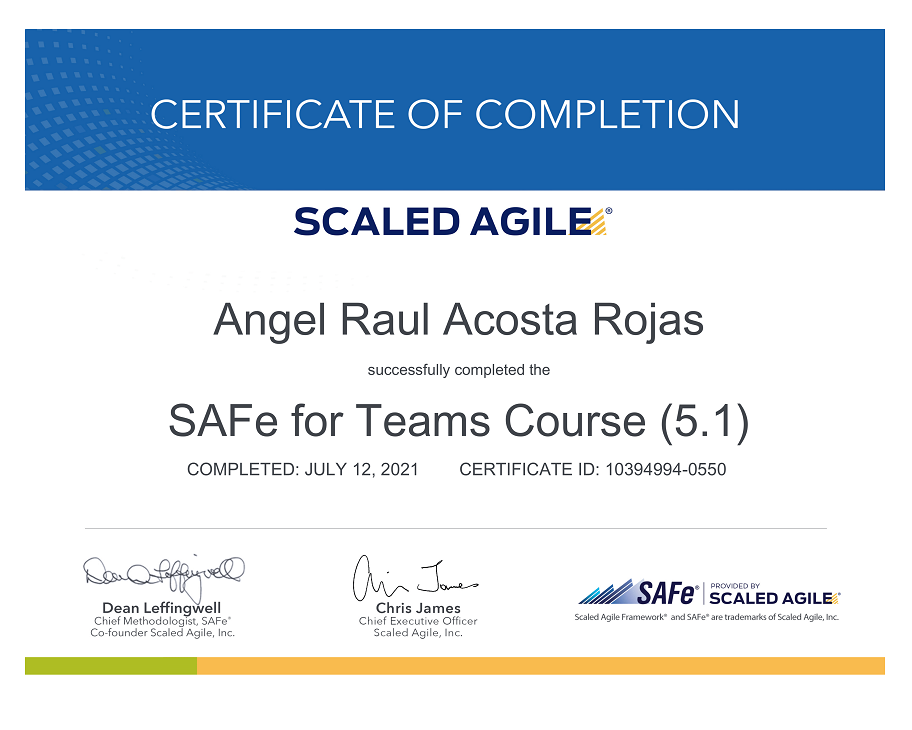 CERTIFICATE OF COMPLETION
SCALED AGILE®
Angel Raul Acosta Rojas
successfully completed the
SAFe for Teams Course (5.1)
COMPLETED: JULY 12, 2021 CERTIFICATE ID: 10394994-0550
Dean Leffingwell
Dean Leffingwell
Chief Methodologist, SAFe®
Co-founder Scaled Agile, Inc.
Chris James
Chris James
Chief Executive Officer
Scaled Agile, Inc.
SAFe® PROVIDED BY
SCALED AGILE®
Scaled Agile Framework® and SAFe® are trademarks of Scaled Agile, Inc.